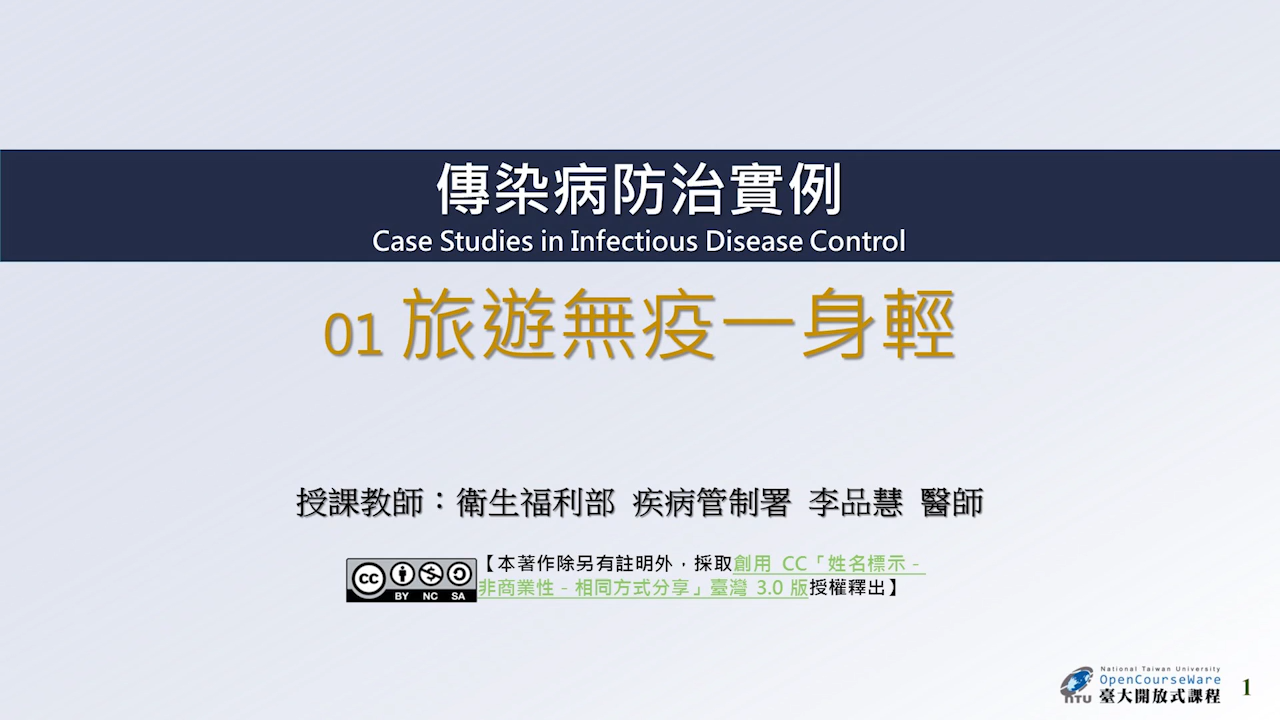 傳染病防治實例
Case Studies in Infectious Disease Control
01 旅遊無疫一身輕
授課教師：衛生福利部 疾病管制署 李品慧 醫師
【本著作除另有註明外，採取創用 CC「姓名標示－
非商業性－相同方式分享」臺灣 3.0 版授權釋出】
cc
BY NC SA
National Taiwan University
OpenCourseWare
NTU 臺大開放式課程
1